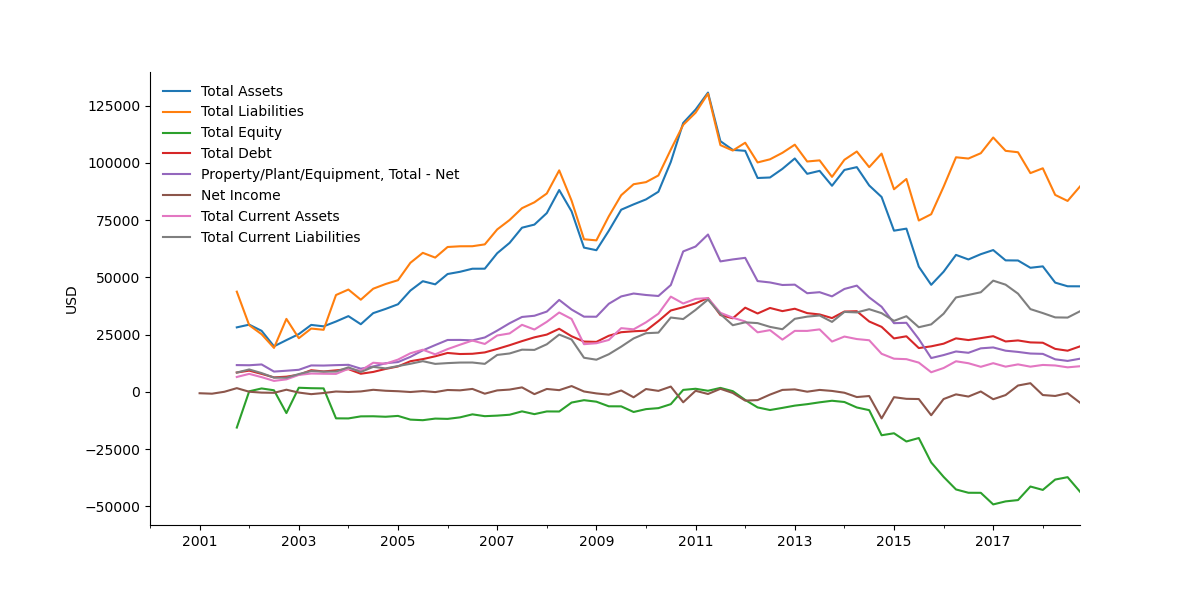 Total Assets
Total Liabilities
Total Equity
Total Debt
Property/Plant/Equipment, Total - Net
Net Income
Total Current Assets
Total Current Liabilities
USD
125000
100000
75000
50000
25000
0
−25000
−50000
2001 2003 2005 2007 2009 2011 2013 2015 2017